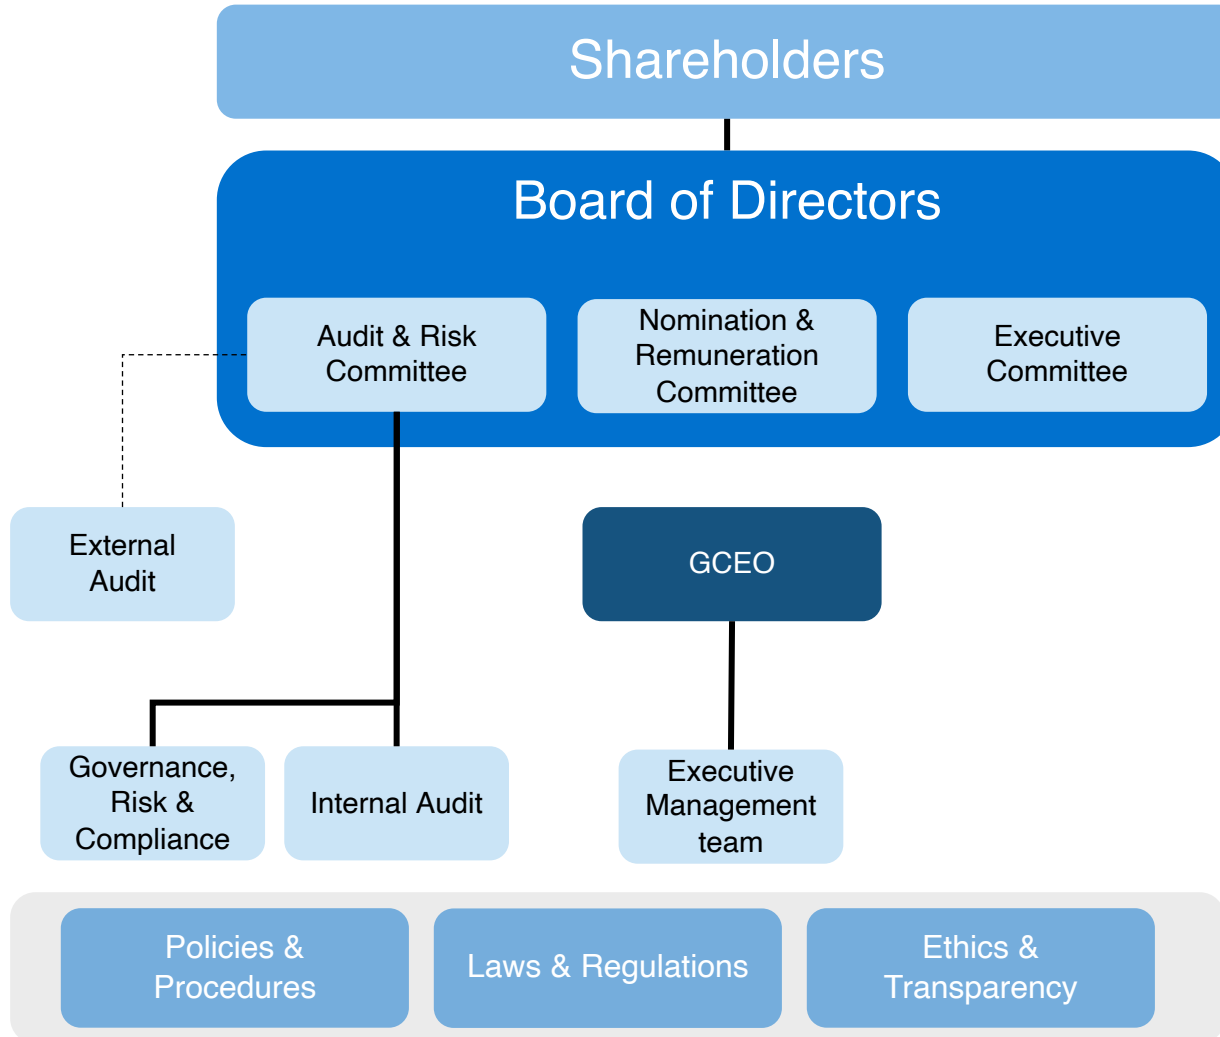 Shareholders
Board of Directors
Audit & Risk
Committee
Nomination &
Remuneration
Committee
Executive
Committee
External
Audit
GCEO
Governance,
Risk &
Compliance
Internal Audit
Executive
Management
team
Policies &
Procedures
Laws & Regulations
Ethics &
Transparency